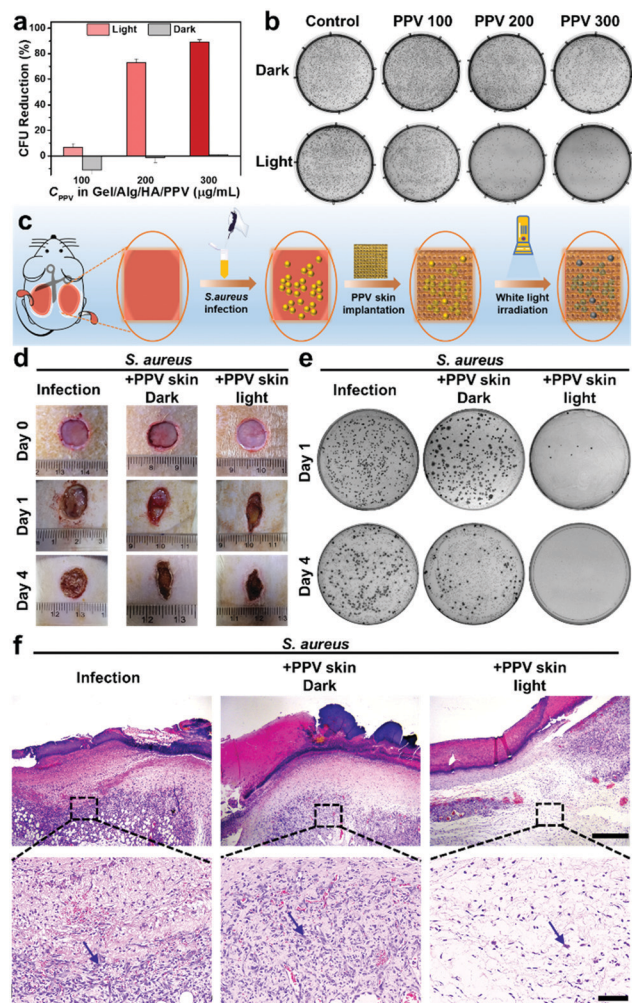 a
Light
Dark
CFU Reduction (%)
100
80
60
40
20
0
100
200
300
C_PPV in Gel/Alg/HA/PPV (μg/mL)
b
Control
PPV 100
PPV 200
PPV 300
Dark
Light
c
S.aureus
infection
PPV skin
implantation
White light
irradiation
d
S. aureus
Infection
+PPV skin
Dark
+PPV skin
light
Day 0
Day 1
Day 4
e
S. aureus
Infection
+PPV skin
Dark
+PPV skin
light
Day 1
Day 4
f
S. aureus
Infection
+PPV skin
Dark
+PPV skin
light